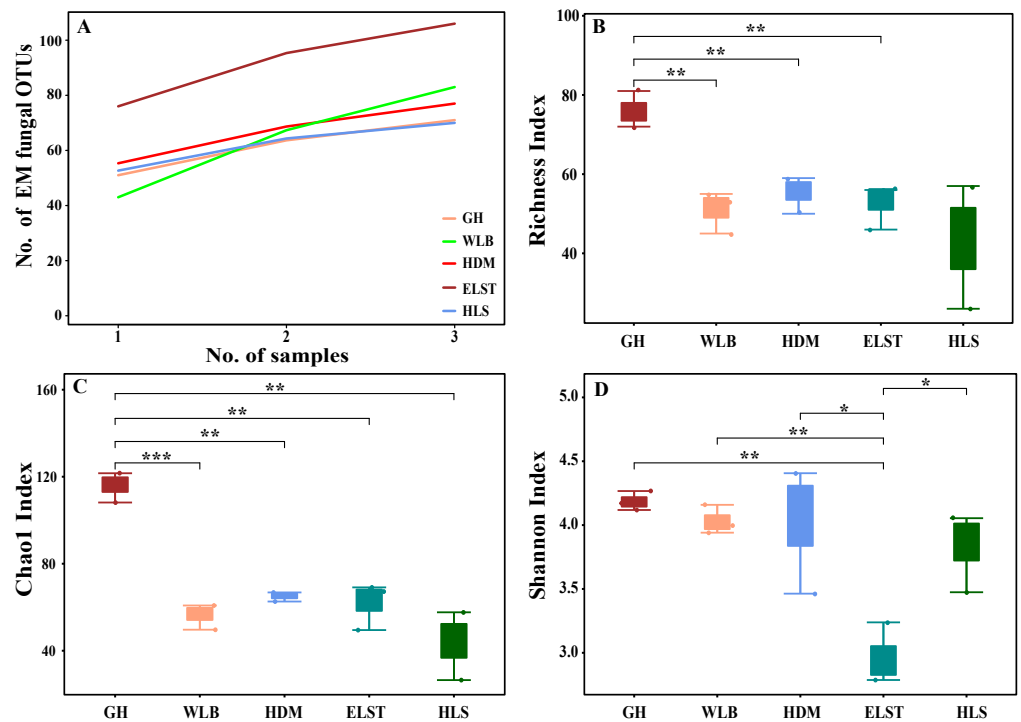 A
No. of EM fungal OTUs
100
80
60
40
20
0
GH
WLB
HDM
ELST
HLS
1
2
3
No. of samples
B
Richness Index
100
80
60
40
**
**
**
GH
WLB
HDM
ELST
HLS
C
Chao1 Index
160
120
80
40
**
**
**
***
GH
WLB
HDM
ELST
HLS
D
Shannon Index
5.0
4.5
4.0
3.5
3.0
*
*
**
**
GH
WLB
HDM
ELST
HLS